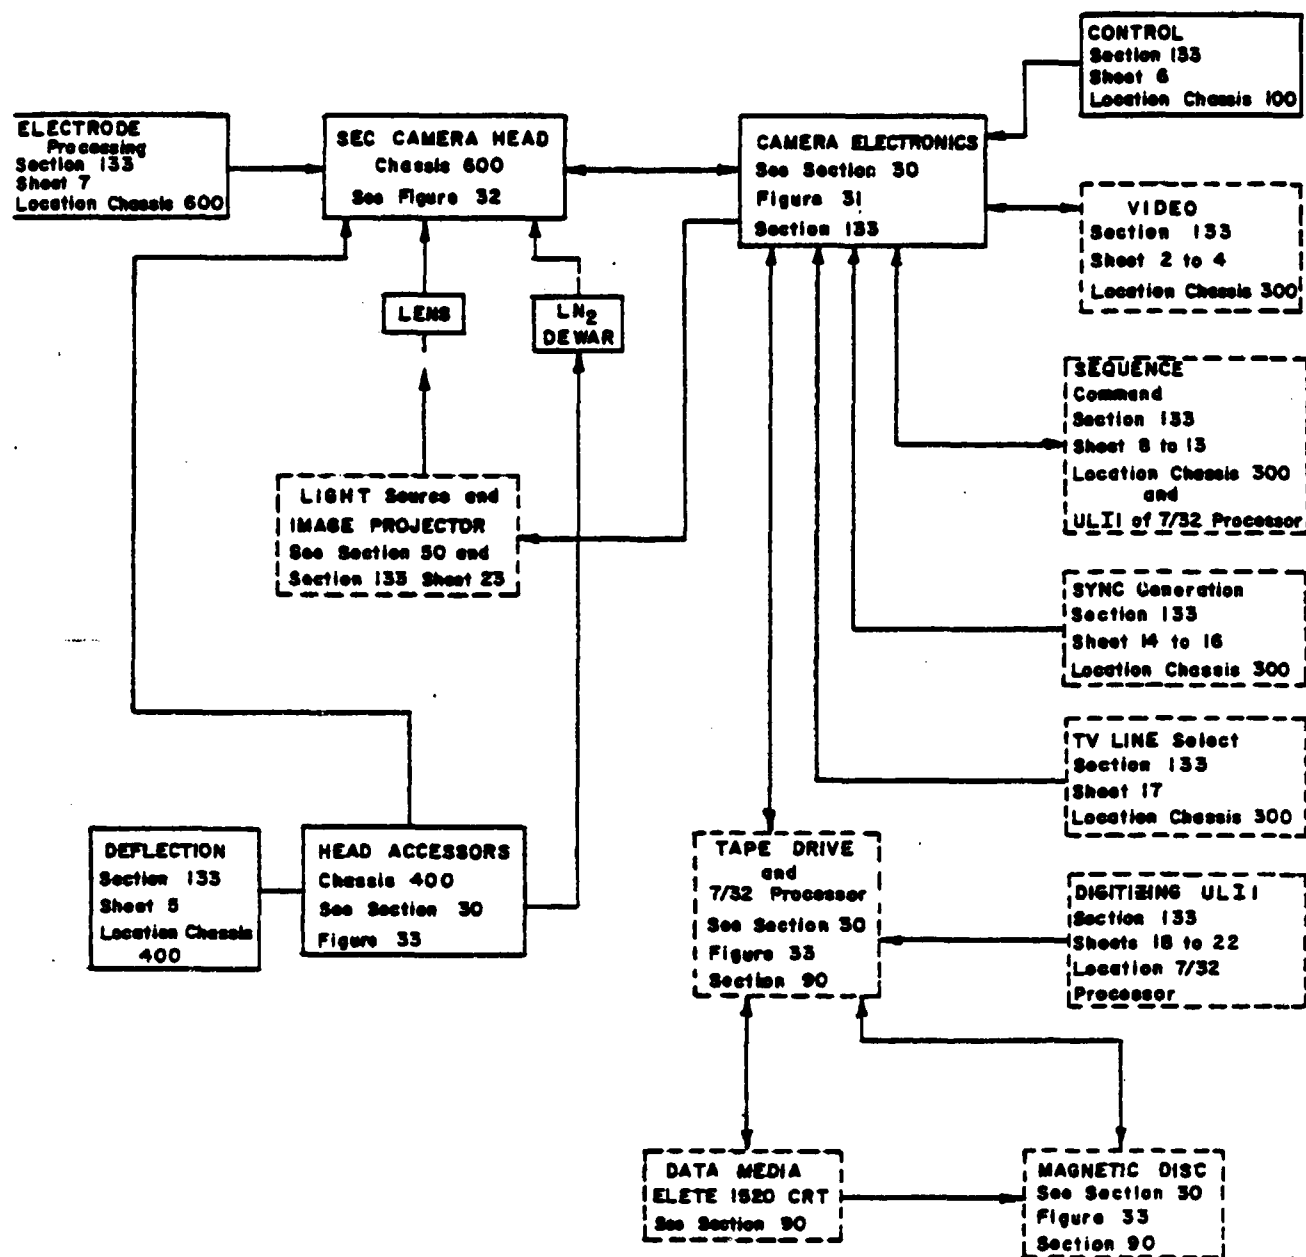 CONTROL
Section 133
Sheet 6
Location Chassis 100
ELECTRODE
Processing
Section 133
Sheet 7
Location Chassis 600
SEC CAMERA HEAD
Chassis 600
See Figure 32
CAMERA ELECTRONICS
See Section 30
Figure 31
Section 133
VIDEO
Section 133
Sheet 2 to 4
Location Chassis 300
LENS
LN2
DEWAR
SEQUENCE
Command
Section 133
Sheet 8 to 13
Location Chassis 300
and
ULI1 of 7/32 Processor
LIGHT Source and
IMAGE PROJECTOR
See Section 50 and
Section 133 Sheet 23
SYNC Generation
Section 133
Sheet 14 to 16
Location Chassis 300
TV LINE Select
Section 133
Sheet 17
Location Chassis 300
DEFLECTION
Section 133
Sheet 5
Location Chassis
400
HEAD ACCESSORS
Chassis 400
See Section 30
Figure 33
TAPE DRIVE
and
7/32 Processor
See Section 30
Figure 33
Section 90
DIGITIZING ULI1
Section 133
Sheets 18 to 22
Location 7/32
Processor
DATA MEDIA
ELETE 1520 CRT
See Section 90
MAGNETIC DISC
See Section 30
Figure 33
Section 90